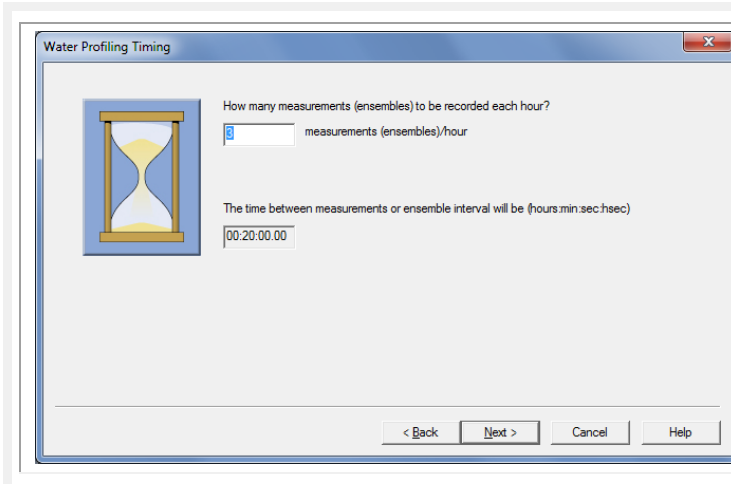 Water Profiling Timing
How many measurements (ensembles) to be recorded each hour?
3 measurements (ensembles)/hour
The time between measurements or ensemble interval will be (hours:min:sec:hsec)
00:20:00.00
< Back Next > Cancel Help